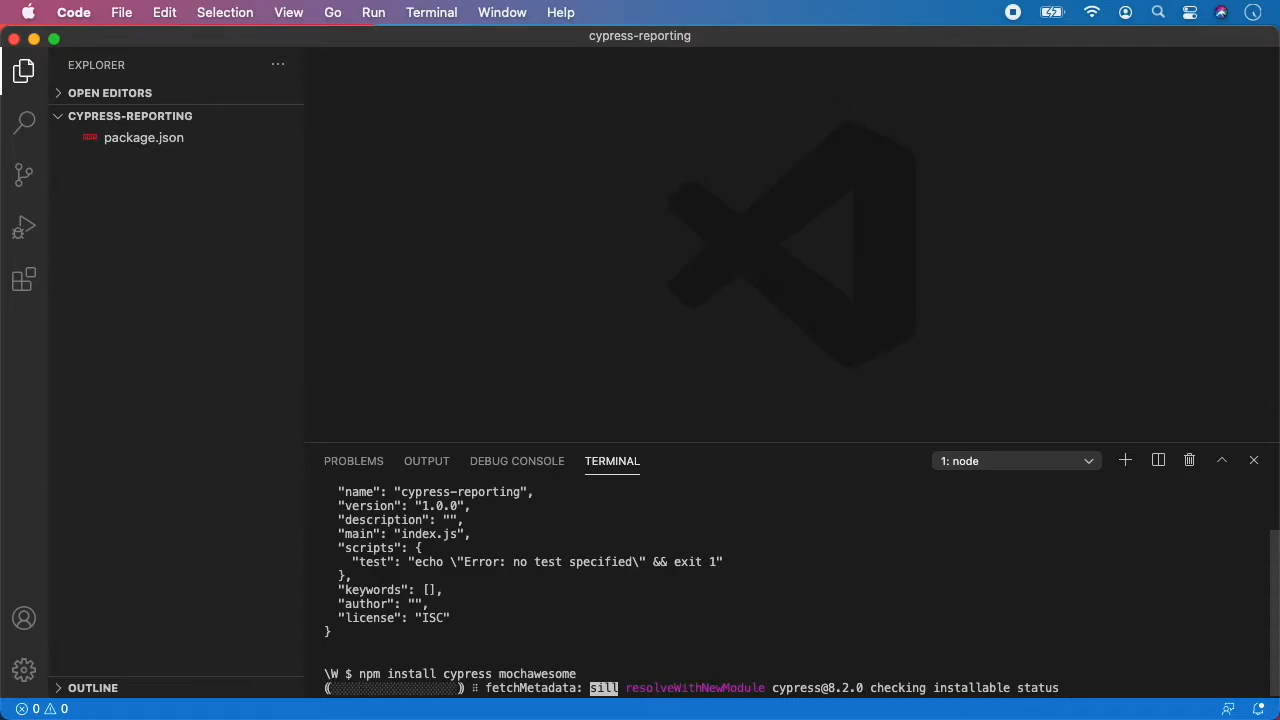 Code File Edit Selection View Go Run Terminal Window Help
cypress-reporting
EXPLORER
OPEN EDITORS
CYPRESS-REPORTING
package.json
PROBLEMS OUTPUT DEBUG CONSOLE TERMINAL 1: node
"name": "cypress-reporting",
"version": "1.0.0",
"description": "",
"main": "index.js",
"scripts": {
"test": "echo \"Error: no test specified\" && exit 1"
},
"keywords": [],
"author": "",
"license": "ISC"
}
\W $ npm install cypress mochawesome
(░░░░░░░░░░░░░░░░░░) ⠸ fetchMetadata: sill resolveWithNewModule cypress@8.2.0 checking installable status
OUTLINE
0 0